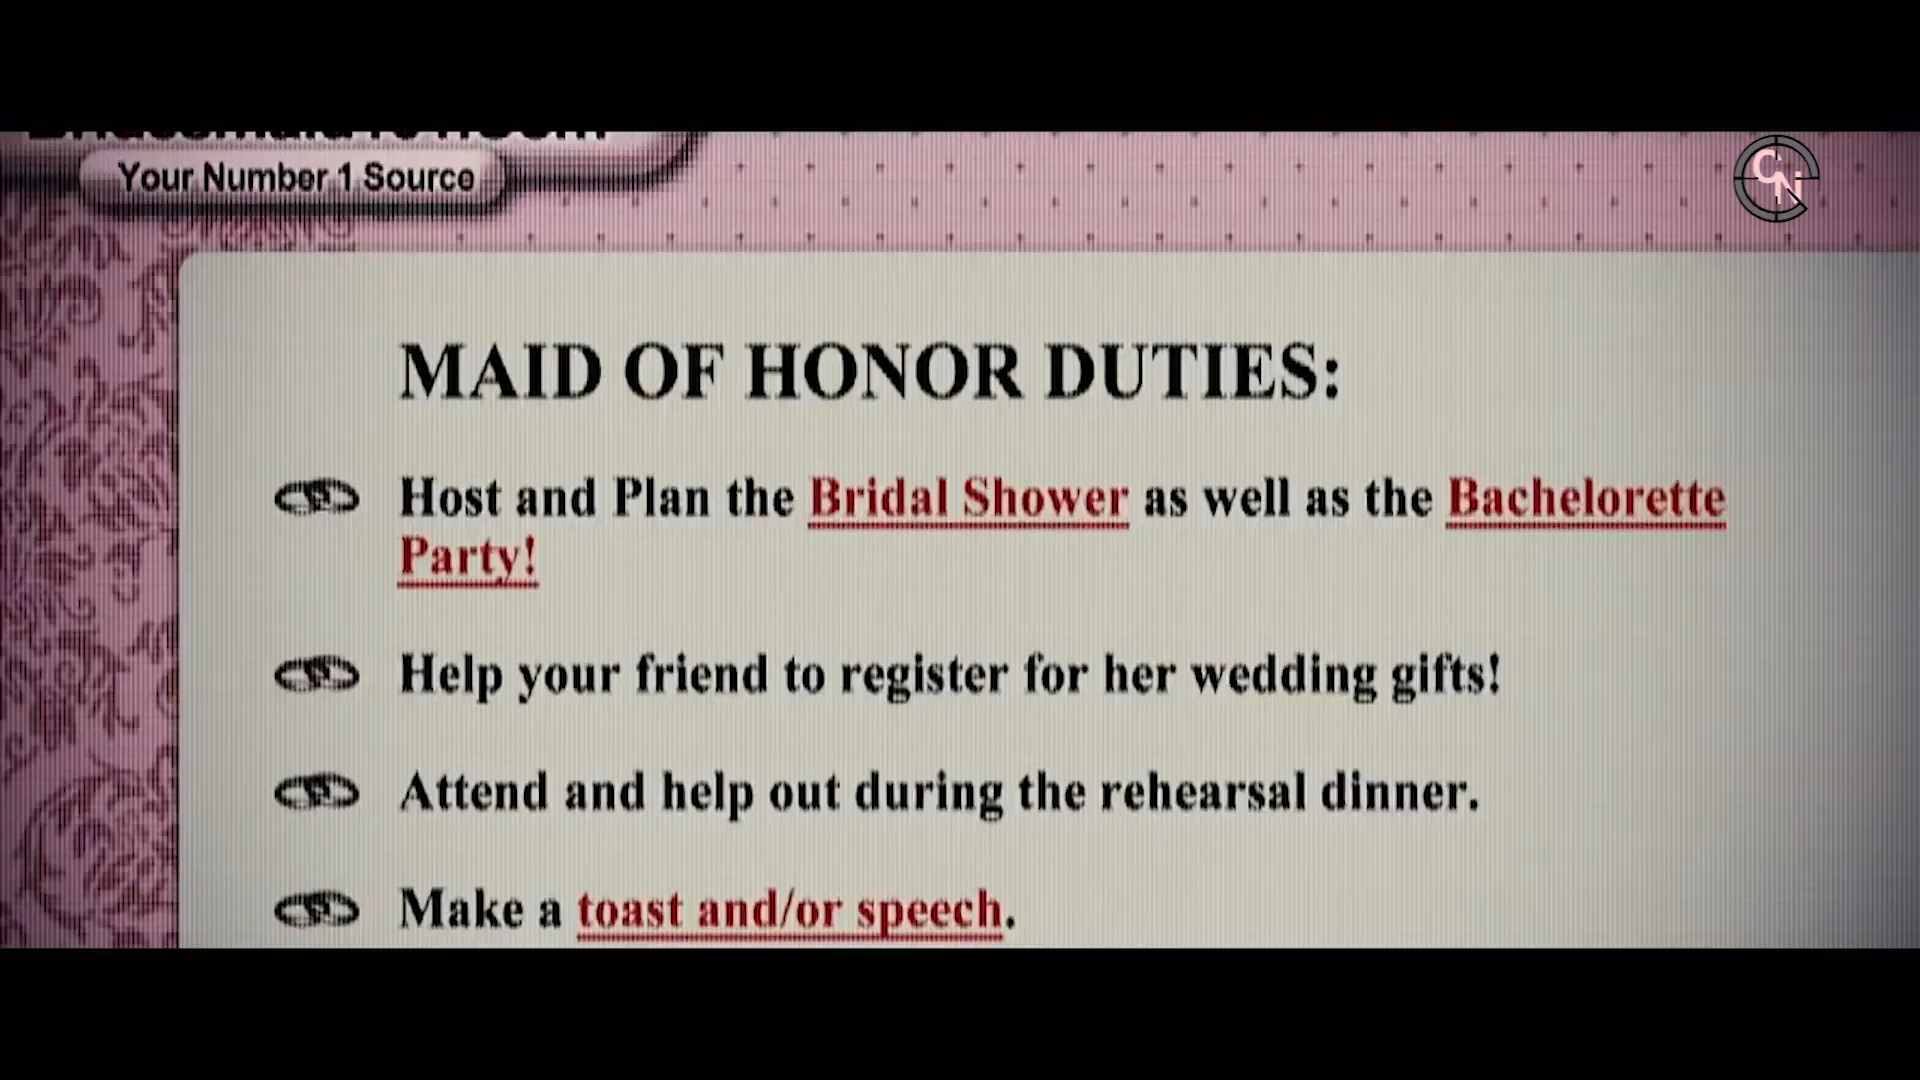 Your Number 1 Source
CN
MAID OF HONOR DUTIES:
Host and Plan the Bridal Shower as well as the Bachelorette
Party!
Help your friend to register for her wedding gifts!
Attend and help out during the rehearsal dinner.
Make a toast and/or speech.